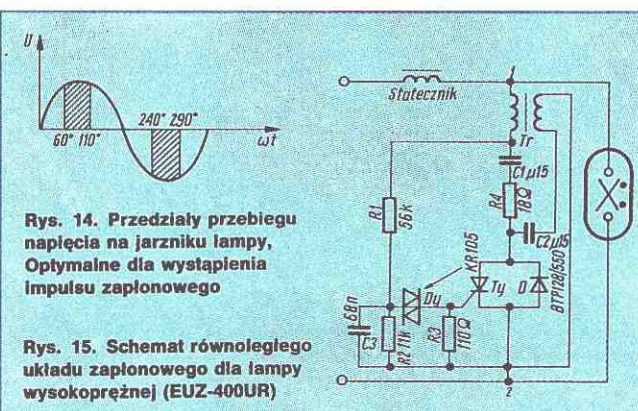 U
60° 110°
240° 290°
ωt
Rys. 14. Przedziały przebiegu
napięcia na jarzniku lampy,
Optymalne dla wystąpienia
impulsu zapłonowego
Rys. 15. Schemat równoległego
układu zapłonowego dla lampy
wysokoprężnej (EUZ-400UR)
Statecznik
1
Tr
C1 µ15
R4
18Ω
C2 µ15
R1
56k
KR105
Dy
Ty
D
BTP128/550
68n
C3
R2 11k
R3
110Ω
2